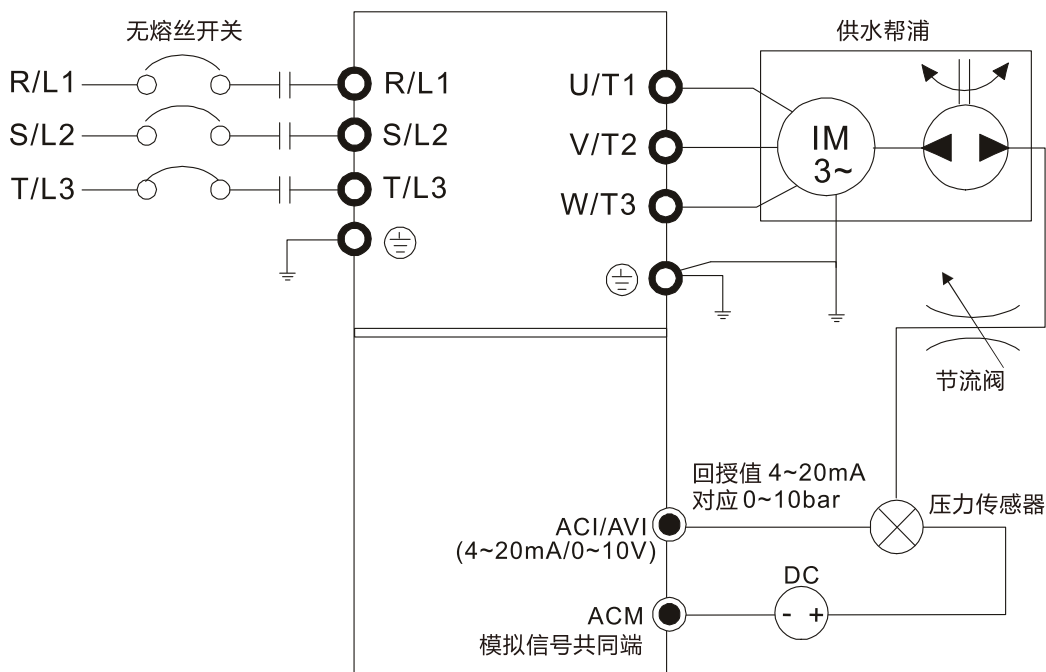 无熔丝开关
供水帮浦
R/L1
R/L1
U/T1
S/L2
S/L2
V/T2
IM
3~
T/L3
T/L3
W/T3
节流阀
回授值 4~20mA
对应 0~10bar
压力传感器
ACI/AVI
(4~20mA/0~10V)
DC
- +
ACM
模拟信号共同端